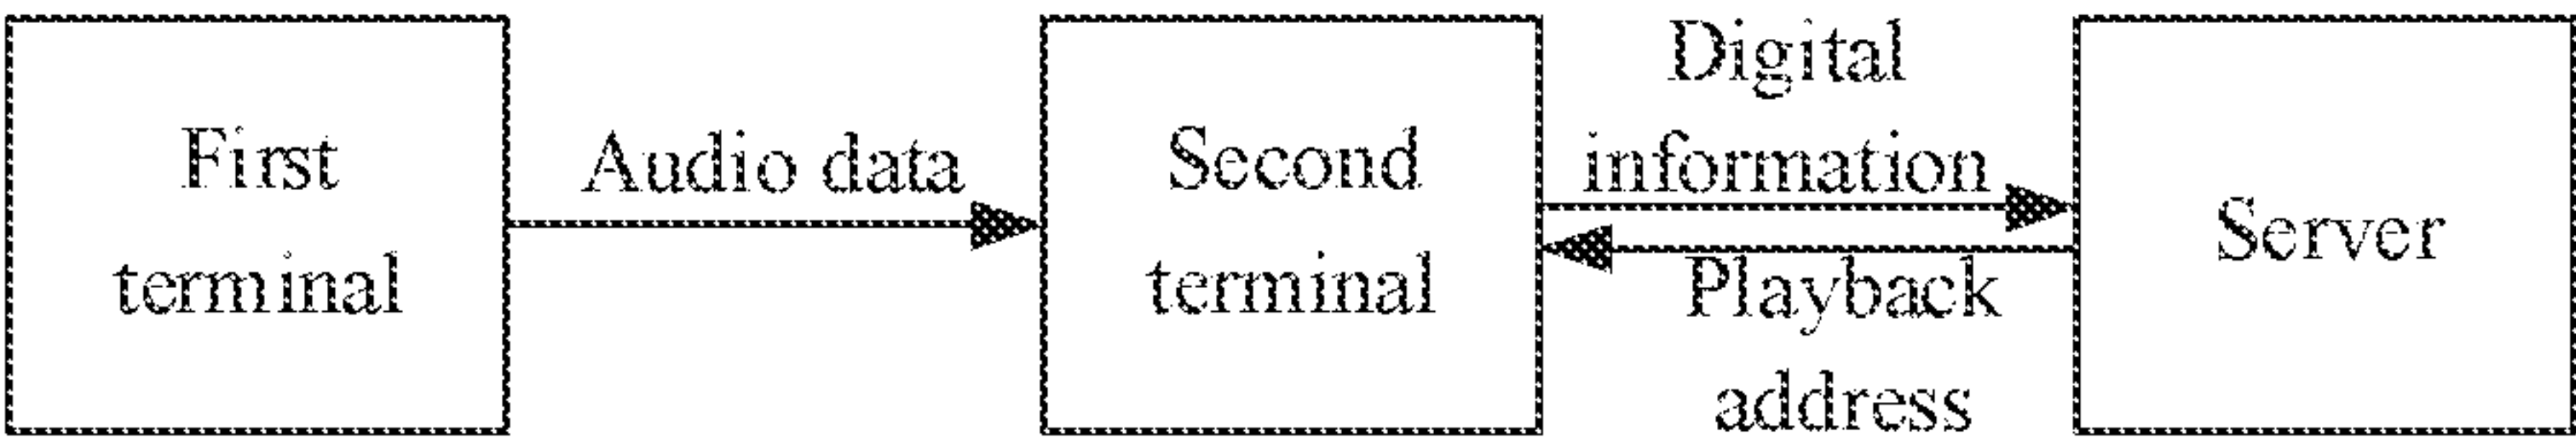 First
terminal
Audio data
Second
terminal
Digital
information
Playback
address
Server